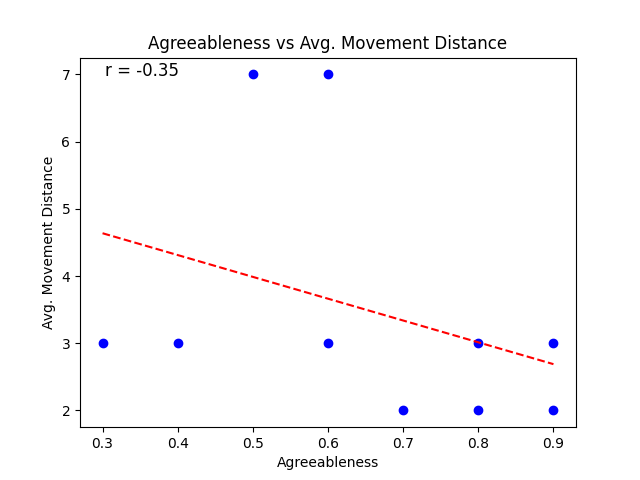 Agreeableness vs Avg. Movement Distance
r = -0.35
Avg. Movement Distance
7
6
5
4
3
2
0.3 0.4 0.5 0.6 0.7 0.8 0.9
Agreeableness